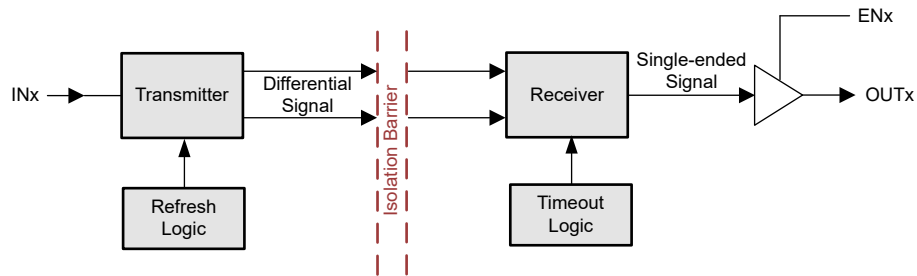 ENx
INx
Transmitter
Differential
Signal
Isolation Barrier
Receiver
Single-ended
Signal
OUTx
Refresh
Logic
Timeout
Logic